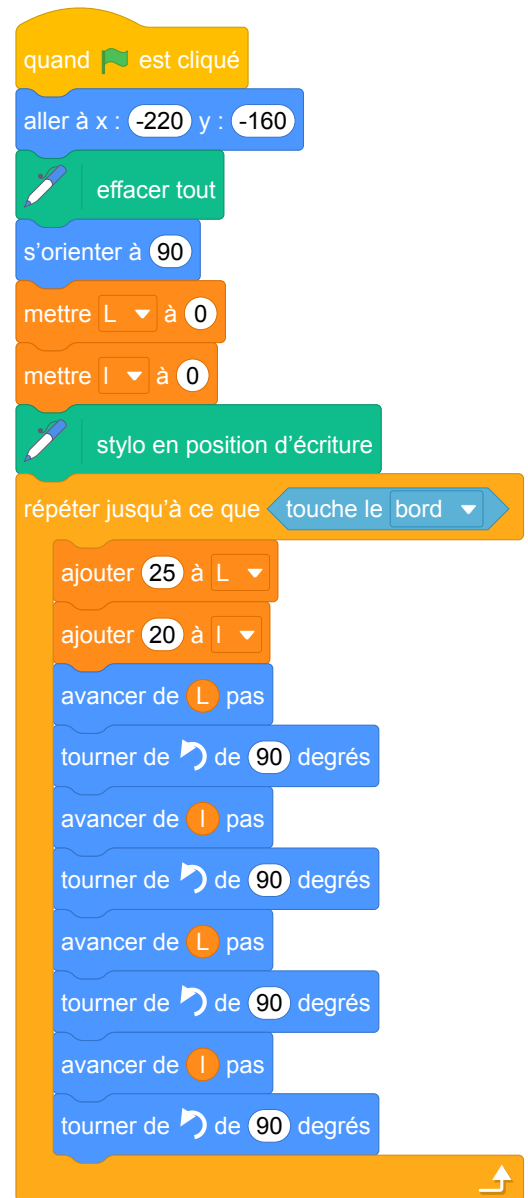 quand est cliqué
aller à x : -220 y : -160
effacer tout
s’orienter à 90
mettre L à 0
mettre l à 0
stylo en position d’écriture
répéter jusqu’à ce que touche le bord
ajouter 25 à L
ajouter 20 à l
avancer de L pas
tourner de de 90 degrés
avancer de l pas
tourner de de 90 degrés
avancer de L pas
tourner de de 90 degrés
avancer de l pas
tourner de de 90 degrés